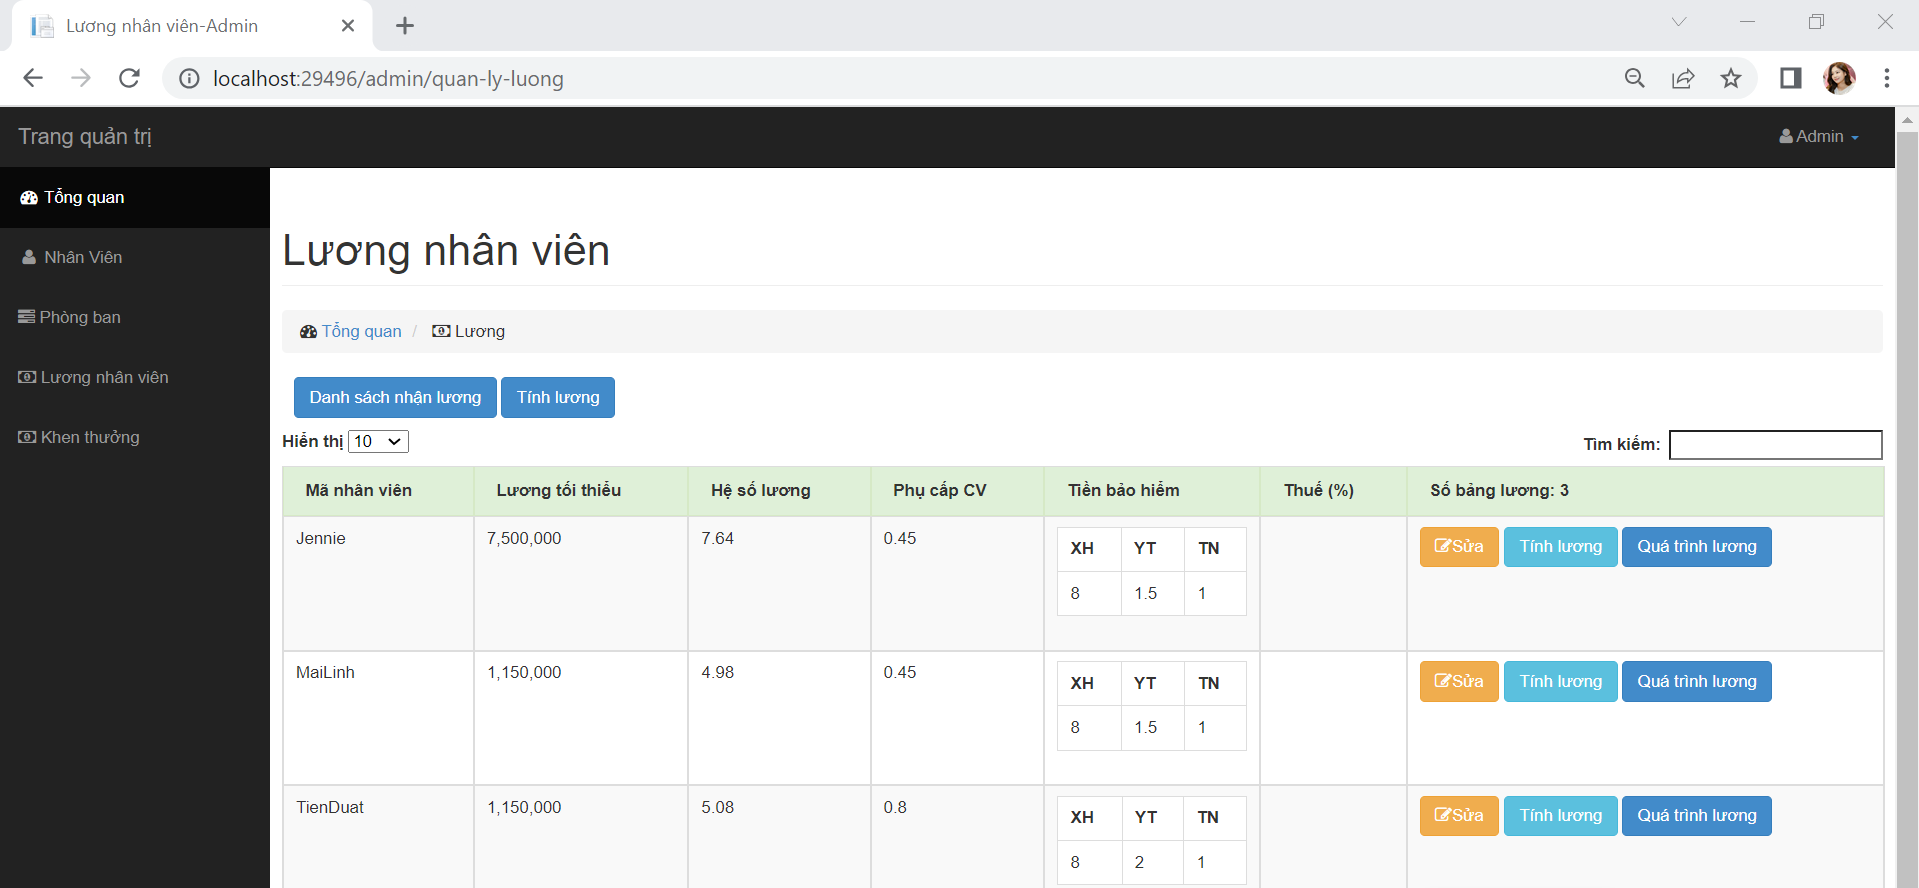 Lương nhân viên-Admin
localhost:29496/admin/quan-ly-luong
Trang quản trị
Admin
Tổng quan
Nhân Viên
Phòng ban
Lương nhân viên
Khen thưởng
Lương nhân viên
Tổng quan / Lương
Danh sách nhận lương Tính lương
Hiển thị 10
Tìm kiếm:
Mã nhân viên Lương tối thiểu Hệ số lương Phụ cấp CV Tiền bảo hiểm Thuế (%) Số bảng lương: 3
Jennie 7,500,000 7.64 0.45 XH YT TN Sửa Tính lương Quá trình lương
8 1.5 1
MaiLinh 1,150,000 4.98 0.45 XH YT TN Sửa Tính lương Quá trình lương
8 1.5 1
TienDuat 1,150,000 5.08 0.8 XH YT TN Sửa Tính lương Quá trình lương
8 2 1